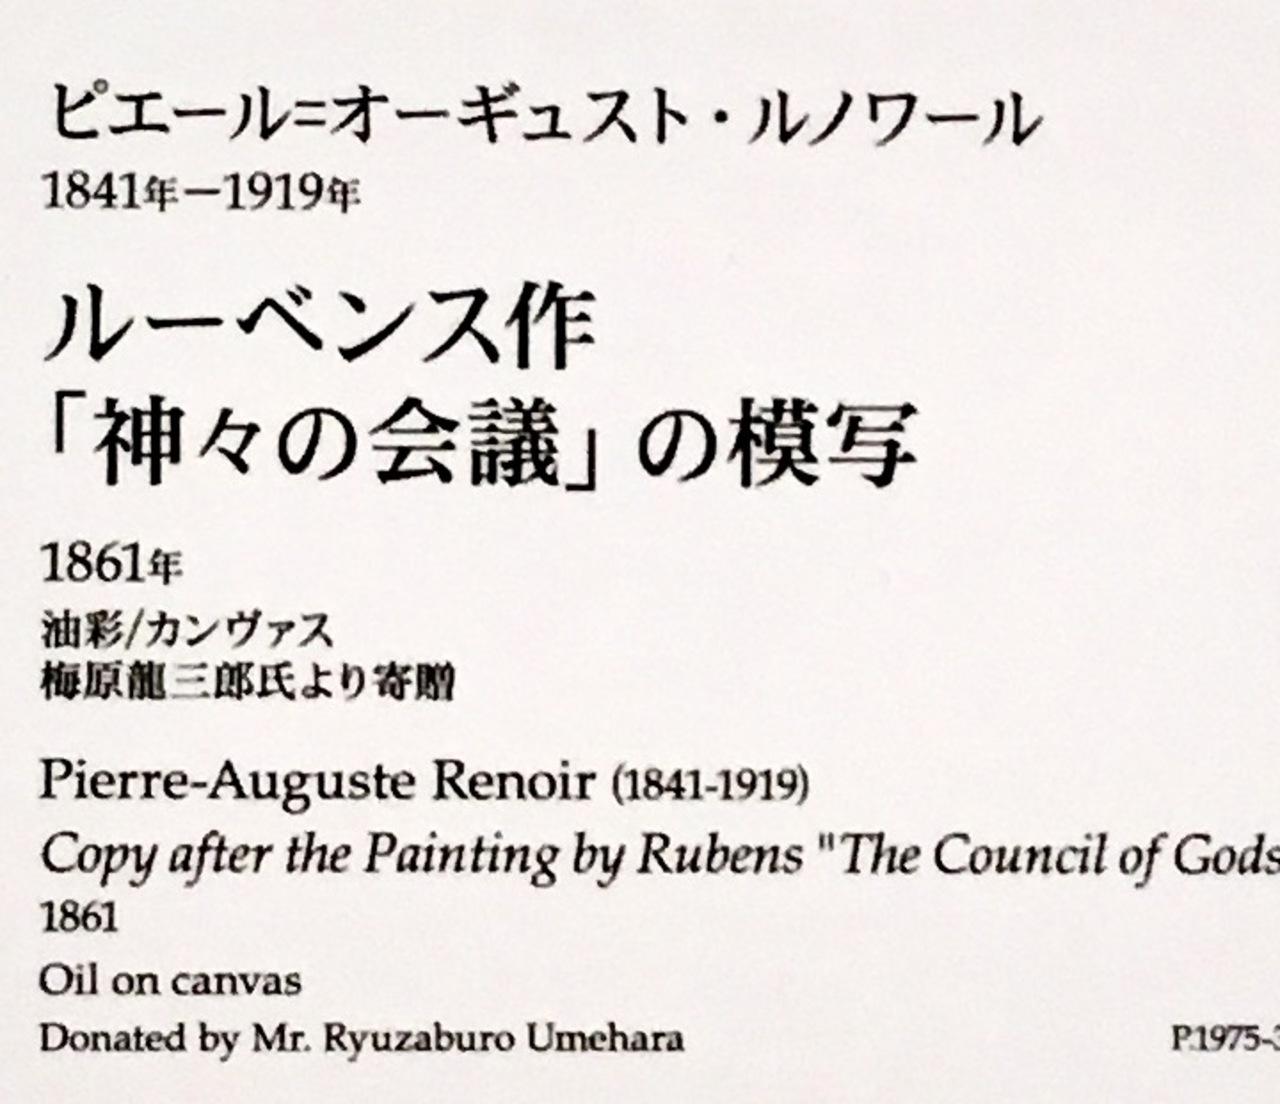 ピエール=オーギュスト・ルノワール
1841年ー1919年
ルーベンス作
「神々の会議」の模写
1861年
油彩/カンヴァス
梅原龍三郎氏より寄贈
Pierre-Auguste Renoir (1841-1919)
Copy after the Painting by Rubens "The Council of Gods
1861
Oil on canvas
Donated by Mr. Ryuzaburo Umehara
P.1975-3